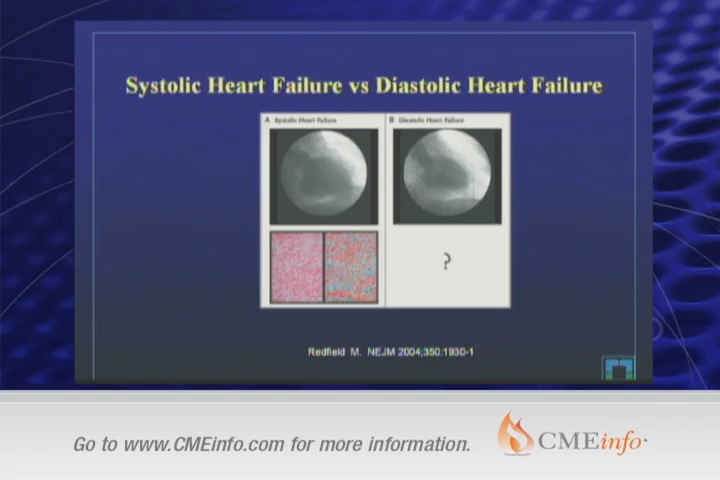 Systolic Heart Failure vs Diastolic Heart Failure
A Systolic Heart Failure
B Diastolic Heart Failure
?
Redfield M. NEJM 2004;350:1930-1
Go to www.CMEinfo.com for more information.
CMEinfo